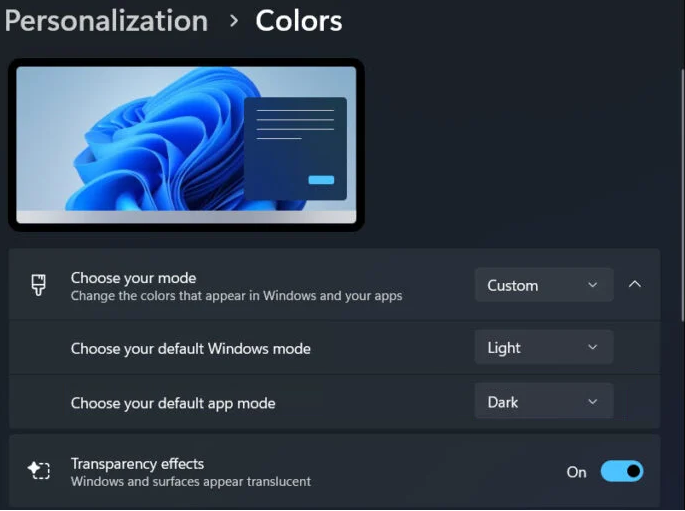 Personalization > Colors
Choose your mode
Change the colors that appear in Windows and your apps
Custom
Choose your default Windows mode
Light
Choose your default app mode
Dark
Transparency effects
Windows and surfaces appear translucent
On